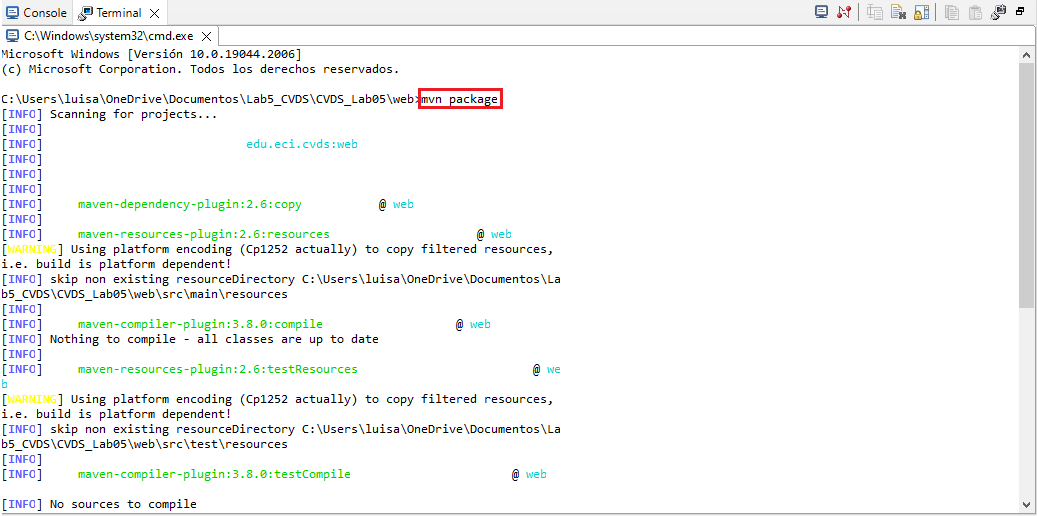 Console Terminal
C:\Windows\system32\cmd.exe
Microsoft Windows [Versión 10.0.19044.2006]
(c) Microsoft Corporation. Todos los derechos reservados.
C:\Users\luisa\OneDrive\Documentos\Lab5_CVDS\CVDS_Lab05\web>mvn package
[INFO] Scanning for projects...
[INFO]
[INFO] edu.eci.cvds:web
[INFO]
[INFO]
[INFO]
[INFO] maven-dependency-plugin:2.6:copy @ web
[INFO]
[INFO] maven-resources-plugin:2.6:resources @ web
[WARNING] Using platform encoding (Cp1252 actually) to copy filtered resources,
i.e. build is platform dependent!
[INFO] skip non existing resourceDirectory C:\Users\luisa\OneDrive\Documentos\La
b5_CVDS\CVDS_Lab05\web\src\main\resources
[INFO]
[INFO] maven-compiler-plugin:3.8.0:compile @ web
[INFO] Nothing to compile - all classes are up to date
[INFO]
[INFO] maven-resources-plugin:2.6:testResources @ we
b
[WARNING] Using platform encoding (Cp1252 actually) to copy filtered resources,
i.e. build is platform dependent!
[INFO] skip non existing resourceDirectory C:\Users\luisa\OneDrive\Documentos\La
b5_CVDS\CVDS_Lab05\web\src\test\resources
[INFO]
[INFO] maven-compiler-plugin:3.8.0:testCompile @ web
[INFO] No sources to compile